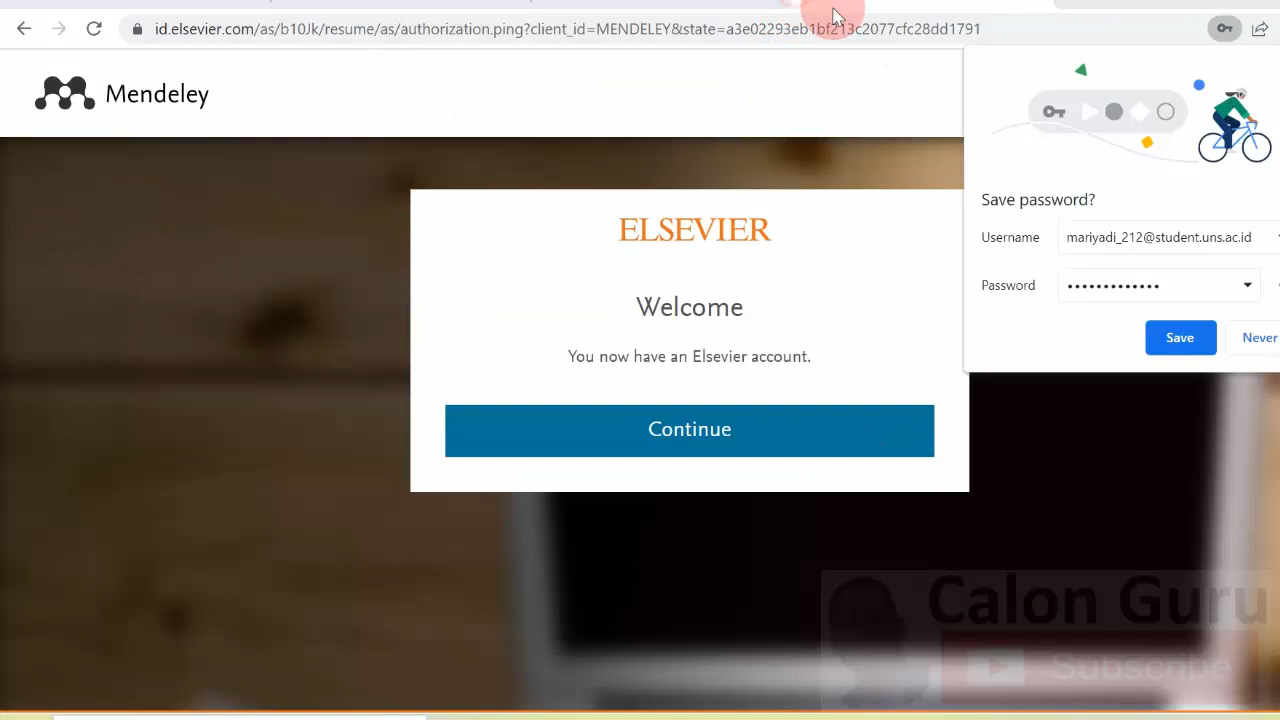 id.elsevier.com/as/b10Jk/resume/as/authorization.ping?client_id=MENDELEY&state=a3e02293eb1bf213c2077cfc28dd1791
Mendeley
Save password?
Username mariyadi_212@student.uns.ac.id
Password •••••••••••••
Save Never
ELSEVIER
Welcome
You now have an Elsevier account.
Continue
Calon Guru
Subscribe